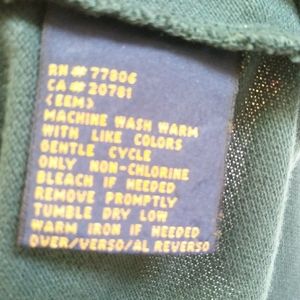 RN# 77806
CA# 20781
<EEM>
MACHINE WASH WARM
WITH LIKE COLORS
GENTLE CYCLE
ONLY NON-CHLORINE
BLEACH IF NEEDED
REMOVE PROMPTLY
TUMBLE DRY LOW
WARM IRON IF NEEDED
OVER/VERSO/AL REVERSO